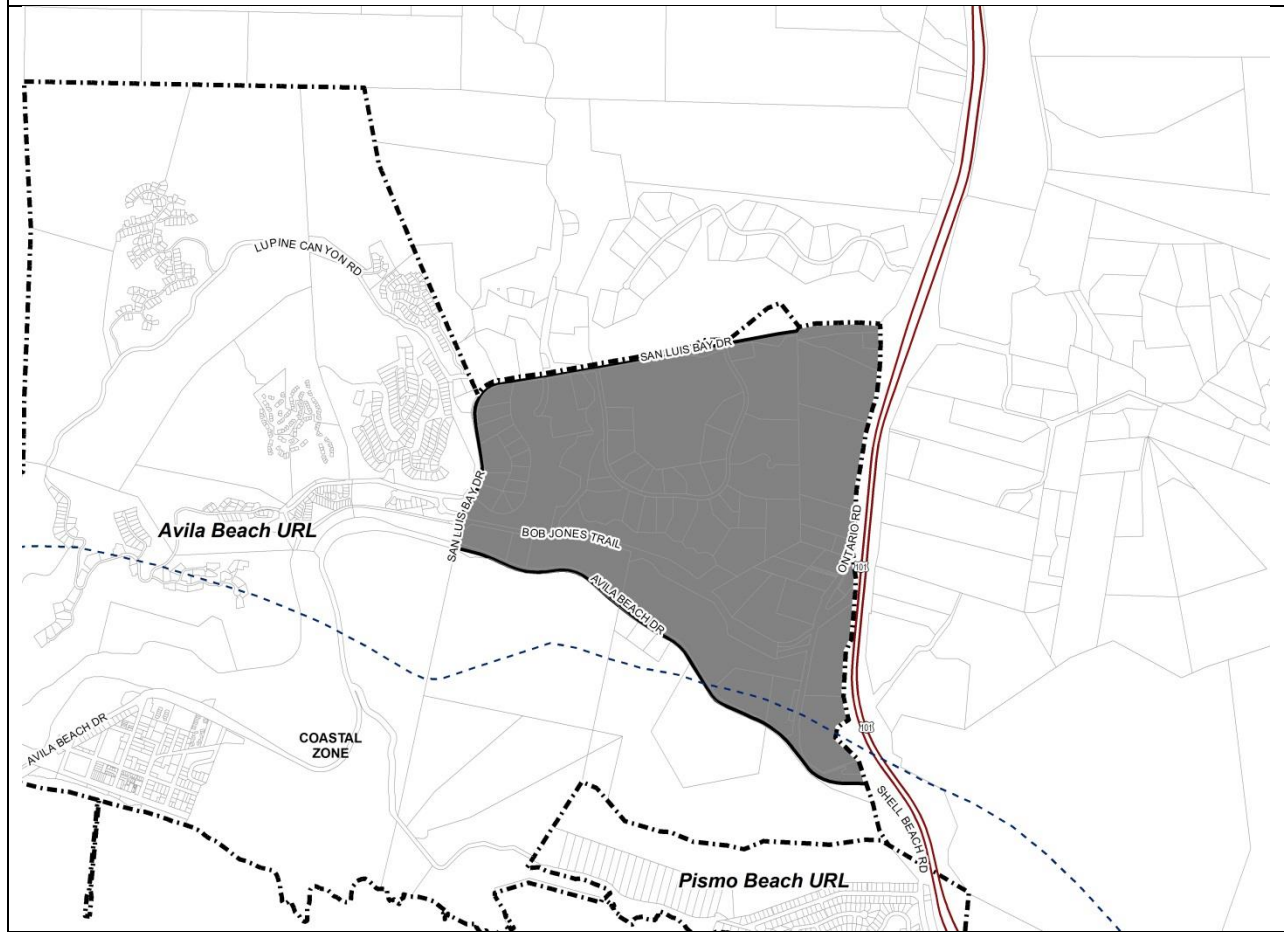 LUPINE CANYON RD
SAN LUIS BAY DR
SAN LUIS BAY DR
Avila Beach URL
BOB JONES TRAIL
ONTARIO RD
101
AVILA BEACH DR
101
AVILA BEACH DR
COASTAL
ZONE
SHELL BEACH RD
Pismo Beach URL